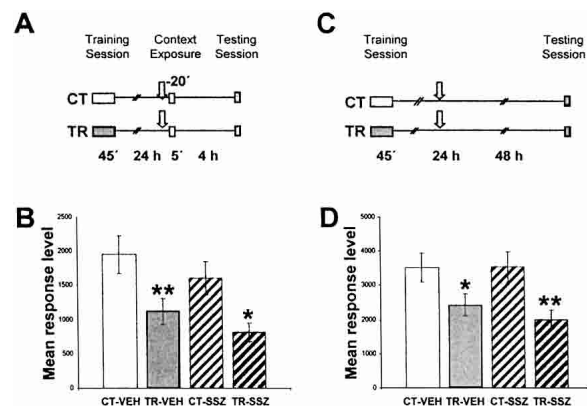 A
Training Session
Context Exposure
Testing Session
-20´
CT
TR
45´ 24 h 5´ 4 h
C
Training Session
Testing Session
CT
TR
45´ 24 h 48 h
B
Mean response level
2500
2000
1500
1000
500
0
** *
CT-VEH TR-VEH CT-SSZ TR-SSZ
D
Mean response level
5000
4000
3000
2000
1000
0
* **
CT-VEH TR-VEH CT-SSZ TR-SSZ